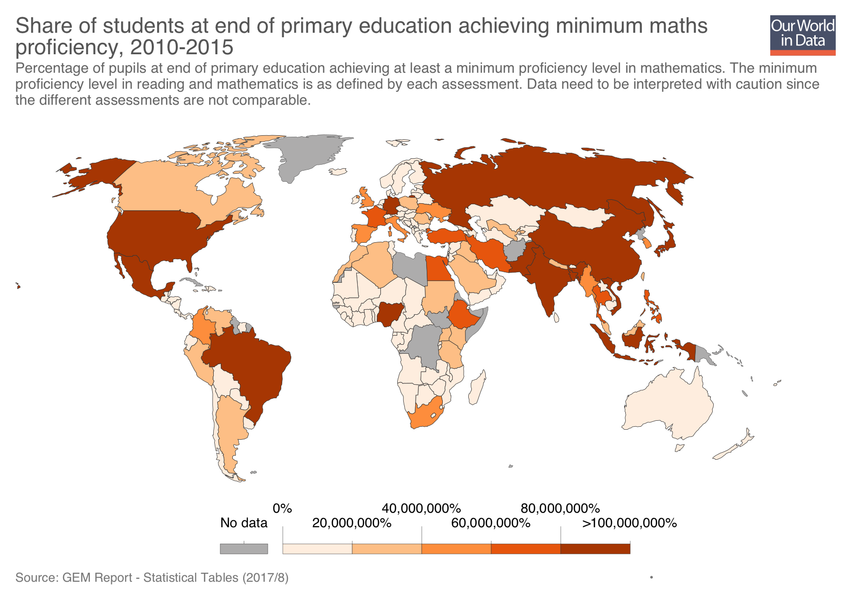 Share of students at end of primary education achieving minimum maths
proficiency, 2010-2015
Our World
in Data
Percentage of pupils at end of primary education achieving at least a minimum proficiency level in mathematics. The minimum
proficiency level in reading and mathematics is as defined by each assessment. Data need to be interpreted with caution since
the different assessments are not comparable.
0% 40,000,000% 80,000,000%
No data 20,000,000% 60,000,000% >100,000,000%
Source: GEM Report - Statistical Tables (2017/8)